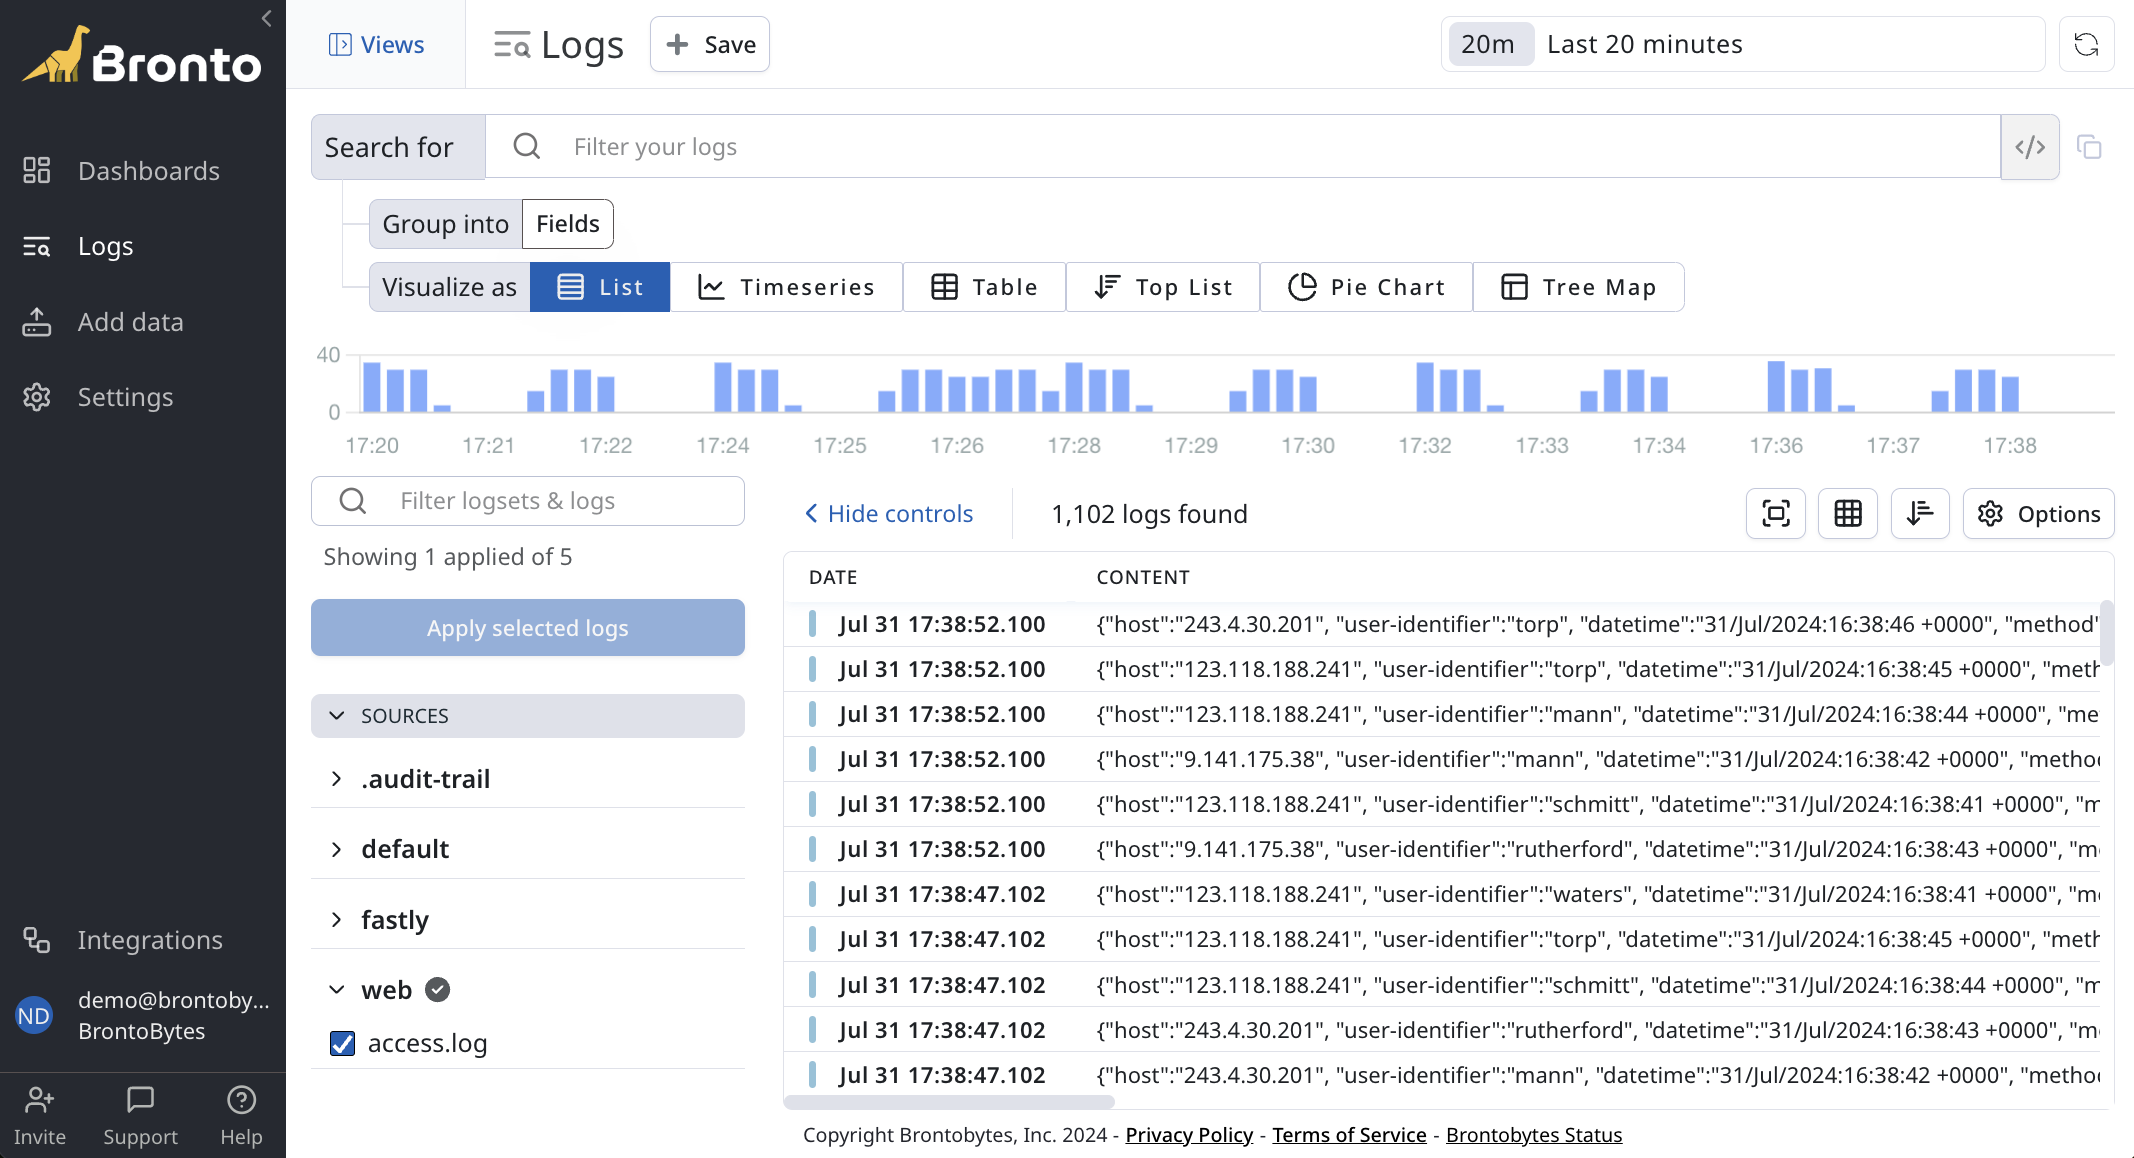 Bronto
Dashboards
Logs
Add data
Settings
Integrations
ND
demo@brontoby...
BrontoBytes
Invite
Support
Help
Views
Logs
Save
20m Last 20 minutes
Search for
Filter your logs
</>
Group into Fields
Visualize as List Timeseries Table Top List Pie Chart Tree Map
40
0
17:20 17:21 17:22 17:24 17:25 17:26 17:28 17:29 17:30 17:32 17:33 17:34 17:36 17:37 17:38
Filter logsets & logs
Showing 1 applied of 5
Apply selected logs
SOURCES
.audit-trail
default
fastly
web
access.log
Hide controls
1,102 logs found
Options
DATE CONTENT
Jul 31 17:38:52.100 {"host":"243.4.30.201", "user-identifier":"torp", "datetime":"31/Jul/2024:16:38:46 +0000", "method"
Jul 31 17:38:52.100 {"host":"123.118.188.241", "user-identifier":"torp", "datetime":"31/Jul/2024:16:38:45 +0000", "meth
Jul 31 17:38:52.100 {"host":"123.118.188.241", "user-identifier":"mann", "datetime":"31/Jul/2024:16:38:44 +0000", "me
Jul 31 17:38:52.100 {"host":"9.141.175.38", "user-identifier":"mann", "datetime":"31/Jul/2024:16:38:42 +0000", "metho
Jul 31 17:38:52.100 {"host":"123.118.188.241", "user-identifier":"schmitt", "datetime":"31/Jul/2024:16:38:41 +0000", "m
Jul 31 17:38:52.100 {"host":"9.141.175.38", "user-identifier":"rutherford", "datetime":"31/Jul/2024:16:38:43 +0000", "m
Jul 31 17:38:47.102 {"host":"123.118.188.241", "user-identifier":"waters", "datetime":"31/Jul/2024:16:38:41 +0000", "m
Jul 31 17:38:47.102 {"host":"123.118.188.241", "user-identifier":"torp", "datetime":"31/Jul/2024:16:38:45 +0000", "meth
Jul 31 17:38:47.102 {"host":"123.118.188.241", "user-identifier":"schmitt", "datetime":"31/Jul/2024:16:38:44 +0000", "m
Jul 31 17:38:47.102 {"host":"243.4.30.201", "user-identifier":"rutherford", "datetime":"31/Jul/2024:16:38:43 +0000", "m
Jul 31 17:38:47.102 {"host":"243.4.30.201", "user-identifier":"mann", "datetime":"31/Jul/2024:16:38:42 +0000", "metho
Copyright Brontobytes, Inc. 2024 - Privacy Policy - Terms of Service - Brontobytes Status